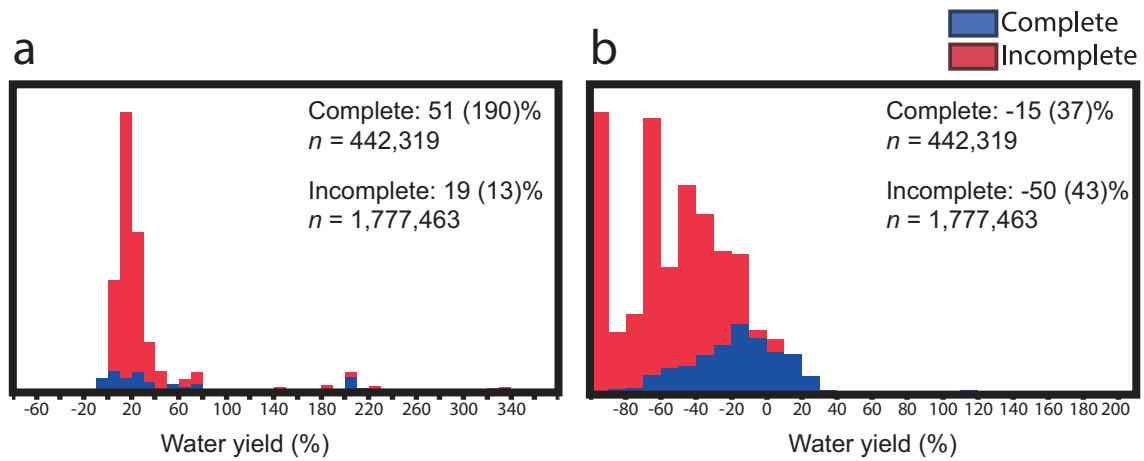 a
b
Complete
Incomplete
Complete: 51 (190)%
n = 442,319
Incomplete: 19 (13)%
n = 1,777,463
Complete: -15 (37)%
n = 442,319
Incomplete: -50 (43)%
n = 1,777,463
-60 -20 20 60 100 140 180 220 260 300 340
-80 -60 -40 -20 0 20 40 60 80 100 120 140 160 180 200
Water yield (%)
Water yield (%)